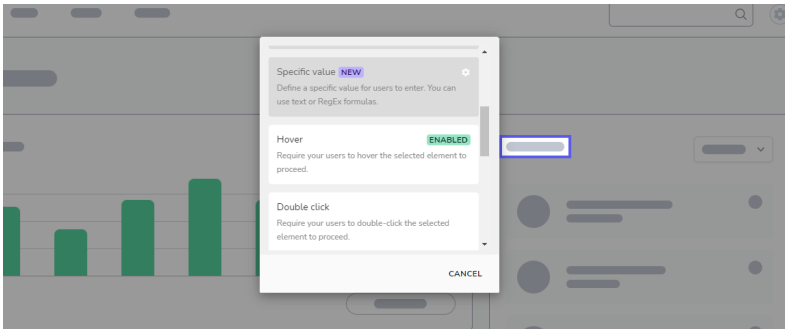 Specific value NEW
Define a specific value for users to enter. You can
use text or RegEx formulas.
Hover ENABLED
Require your users to hover the selected element to
proceed.
Double click
Require your users to double-click the selected
element to proceed.
CANCEL